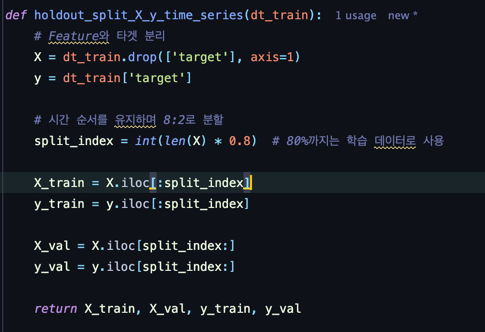 def holdout_split_X_y_time_series(dt_train):  1 usage  new *
    # Feature와 타겟 분리
    X = dt_train.drop(['target'], axis=1)
    y = dt_train['target']

    # 시간 순서를 유지하며 8:2로 분할
    split_index = int(len(X) * 0.8)  # 80%까지는 학습 데이터로 사용

    X_train = X.iloc[:split_index]
    y_train = y.iloc[:split_index]

    X_val = X.iloc[split_index:]
    y_val = y.iloc[split_index:]

    return X_train, X_val, y_train, y_val